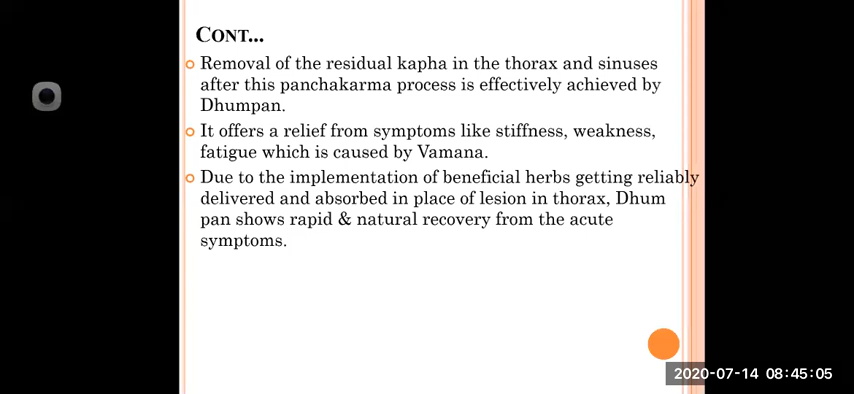 CONT...
Removal of the residual kapha in the thorax and sinuses
after this panchakarma process is effectively achieved by
Dhumpan.
It offers a relief from symptoms like stiffness, weakness,
fatigue which is caused by Vamana.
Due to the implementation of beneficial herbs getting reliably
delivered and absorbed in place of lesion in thorax, Dhum
pan shows rapid & natural recovery from the acute
symptoms.
2020-07-14 08:45:05